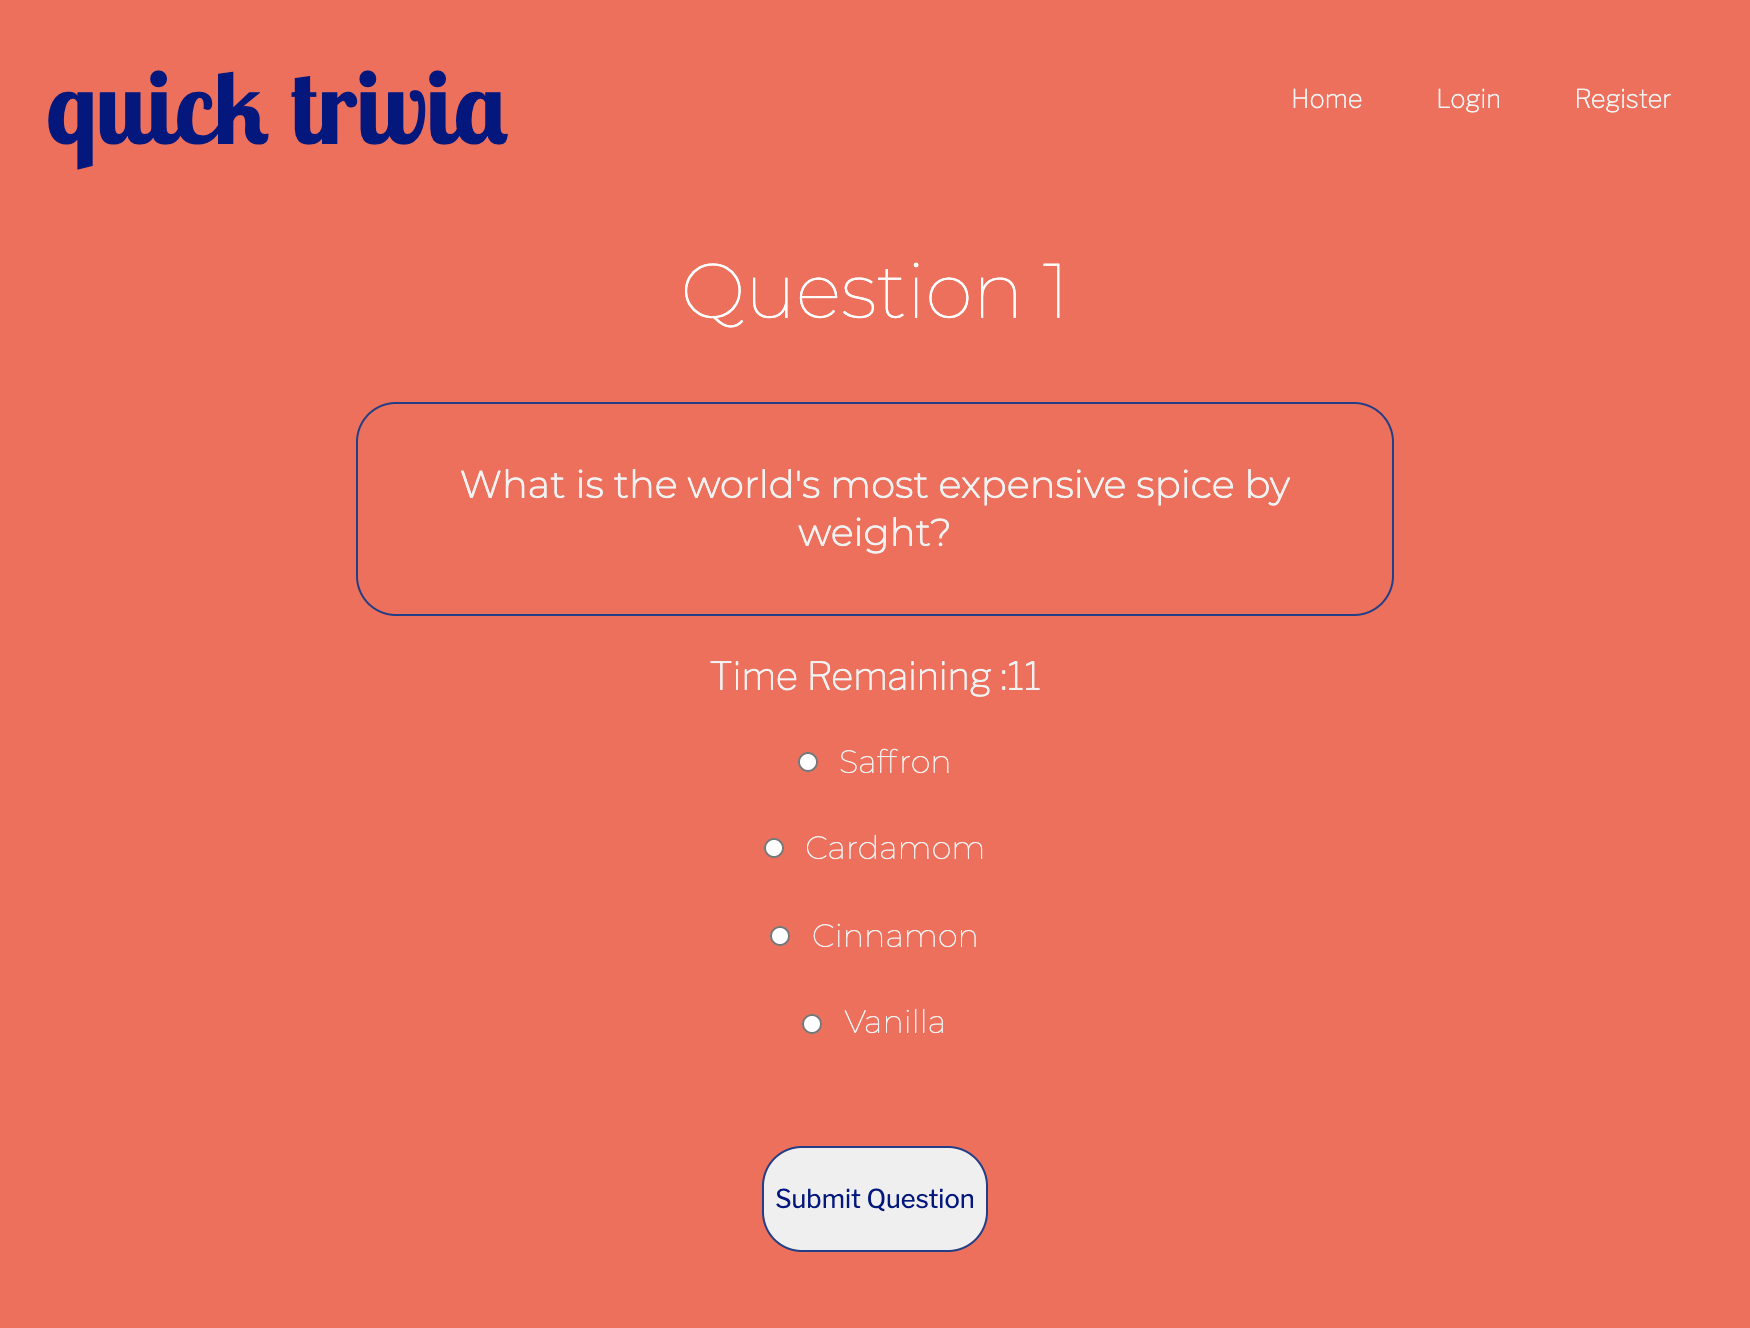 quick trivia
Home Login Register
Question 1
What is the world's most expensive spice by
weight?
Time Remaining :11
Saffron
Cardamom
Cinnamon
Vanilla
Submit Question